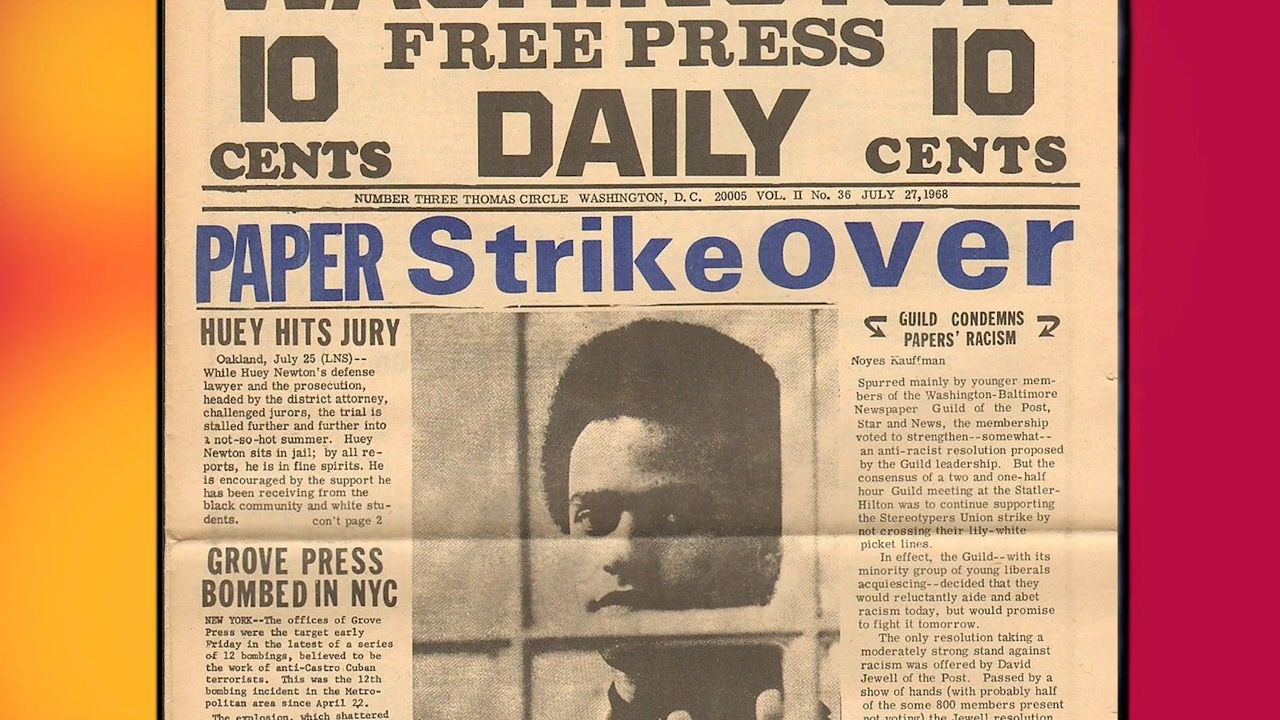 WASHINGTON
FREE PRESS
10 CENTS
DAILY
10 CENTS
NUMBER THREE THOMAS CIRCLE WASHINGTON, D.C. 20005 VOL. II No. 36 JULY 27,1968
PAPER Strike Over
HUEY HITS JURY
Oakland, July 25 (LNS)--
While Huey Newton's defense
lawyer and the prosecution,
headed by the district attorney,
challenged jurors, the trial is
stalled further and further into
a not-so-hot summer. Huey
Newton sits in jail; by all re-
ports, he is in fine spirits. He
is encouraged by the support he
has been receiving from the
black community and white stu-
dents. con't page 2
GROVE PRESS
BOMBED IN NYC
NEW YORK--The offices of Grove
Press were the target early
Friday in the latest of a series
of 12 bombings, believed to be
the work of anti-Castro Cuban
terrorists. This was the 12th
bombing incident in the Metro-
politan area since April 22.
The explosion, which shattered
GUILD CONDEMNS
PAPERS' RACISM
Noyes Kauffman
Spurred mainly by younger mem-
bers of the Washington-Baltimore
Newspaper Guild of the Post,
Star and News, the membership
voted to strengthen--somewhat--
an anti-racist resolution proposed
by the Guild leadership. But the
consensus of a two and one-half
hour Guild meeting at the Statler-
Hilton was to continue supporting
the Stereotypers Union strike by
not crossing their lily-white
picket lines.
In effect, the Guild--with its
minority group of young liberals
acquiescing--decided that they
would reluctantly aide and abet
racism today, but would promise
to fight it tomorrow.
The only resolution taking a
moderately strong stand against
racism was offered by David
Jewell of the Post. Passed by a
show of hands (with probably half
of the some 800 members present
not voting) the Jewell resolution